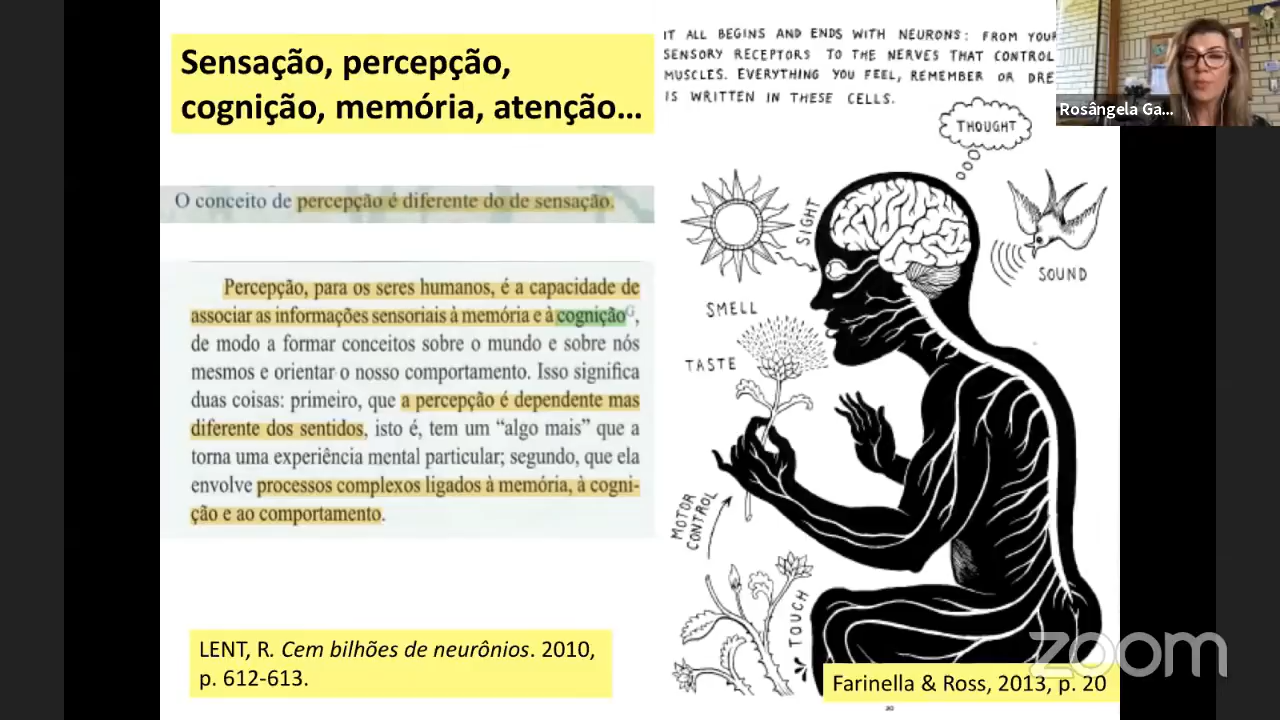 Sensação, percepção,
cognição, memória, atenção...
O conceito de percepção é diferente do de sensação.
Percepção, para os seres humanos, é a capacidade de
associar as informações sensoriais à memória e à cogniçãoG,
de modo a formar conceitos sobre o mundo e sobre nós
mesmos e orientar o nosso comportamento. Isso significa
duas coisas: primeiro, que a percepção é dependente mas
diferente dos sentidos, isto é, tem um “algo mais” que a
torna uma experiência mental particular; segundo, que ela
envolve processos complexos ligados à memória, à cogni-
ção e ao comportamento.
LENT, R. Cem bilhões de neurônios. 2010,
p. 612-613.
IT ALL BEGINS AND ENDS WITH NEURONS: FROM YOUR
SENSORY RECEPTORS TO THE NERVES THAT CONTROL
MUSCLES. EVERYTHING YOU FEEL, REMEMBER OR DRE
IS WRITTEN IN THESE CELLS.
THOUGHT
SIGHT
SOUND
SMELL
TASTE
MOTOR
CONTROL
TOUCH
Farinella & Ross, 2013, p. 20
20
Rosângela Ga...
zoom